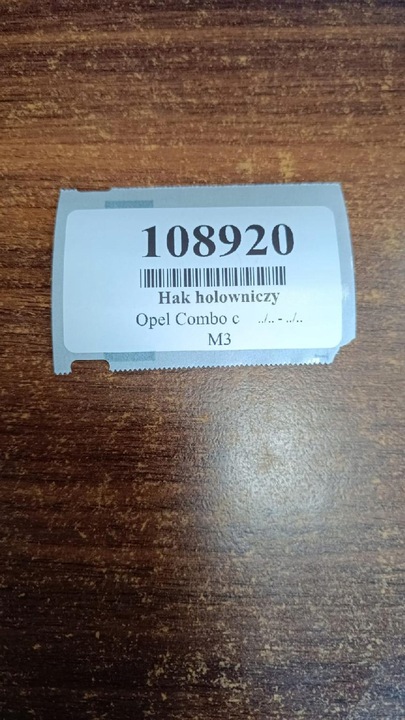 108920
Hak holowniczy
Opel Combo c ../.. - ../..
M3